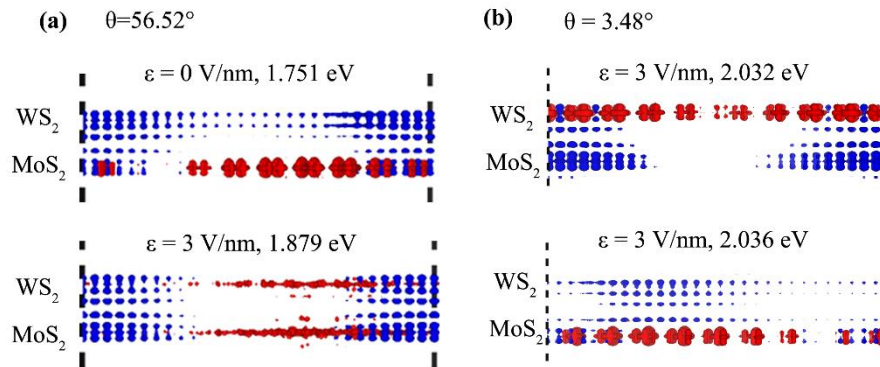 (a) θ=56.52°
ε = 0 V/nm, 1.751 eV
WS₂
MoS₂
ε = 3 V/nm, 1.879 eV
WS₂
MoS₂
(b) θ = 3.48°
ε = 3 V/nm, 2.032 eV
WS₂
MoS₂
ε = 3 V/nm, 2.036 eV
WS₂
MoS₂